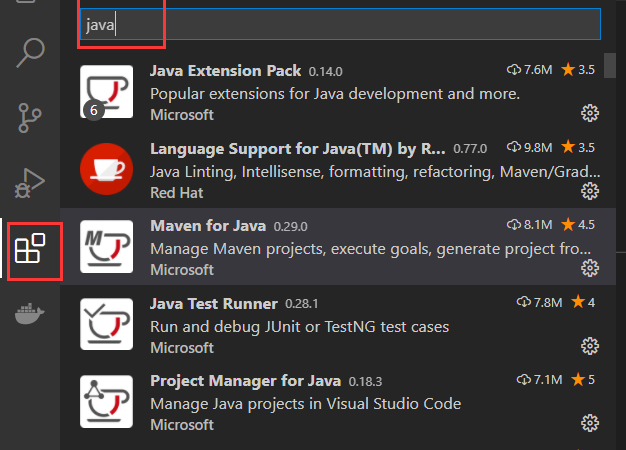 java
Java Extension Pack 0.14.0 7.6M 3.5
Popular extensions for Java development and more.
6
Microsoft
Language Support for Java(TM) by R... 0.77.0 9.8M 3.5
Java Linting, Intellisense, formatting, refactoring, Maven/Grad...
Red Hat
Maven for Java 0.29.0 8.1M 4.5
M
Manage Maven projects, execute goals, generate project fro...
Microsoft
Java Test Runner 0.28.1 7.8M 4
Run and debug JUnit or TestNG test cases
Microsoft
Project Manager for Java 0.18.3 7.1M 5
Manage Java projects in Visual Studio Code
Microsoft